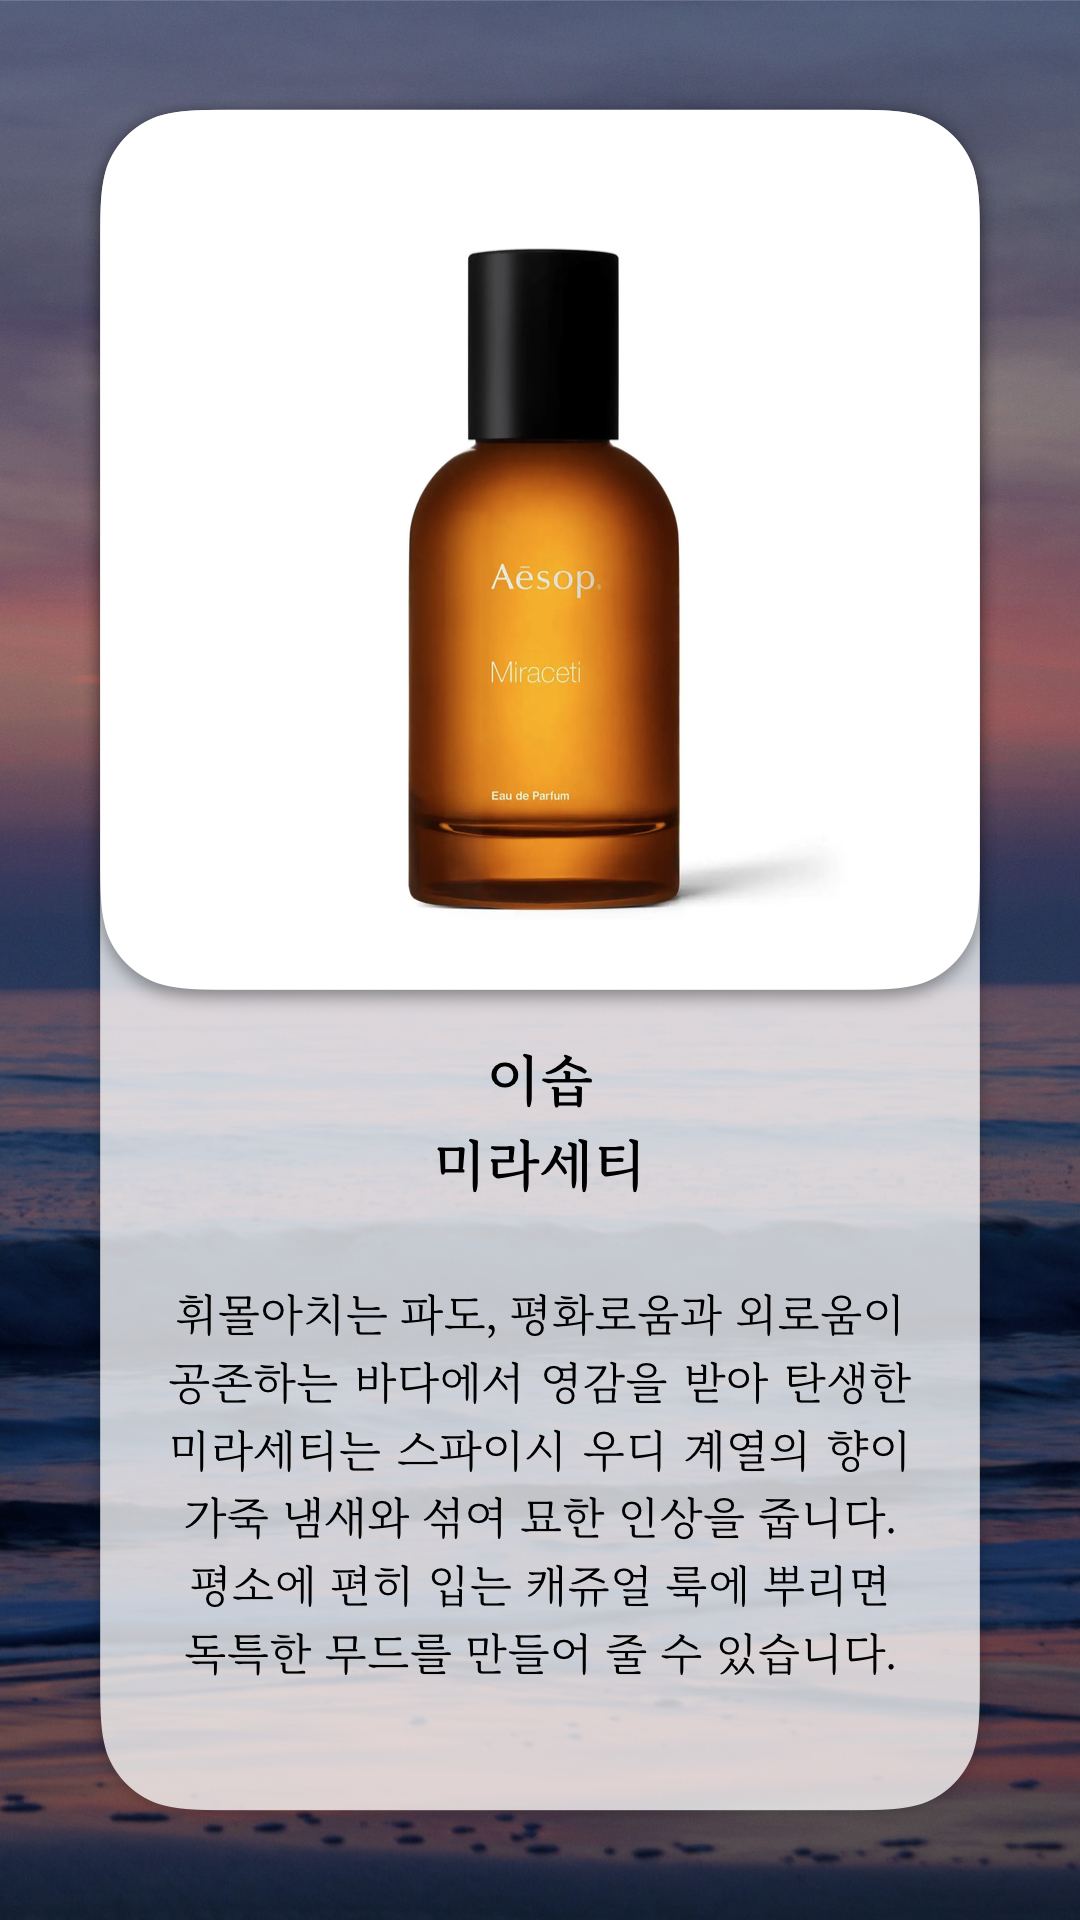 Aēsop.
Miraceti
Eau de Parfum
이솝
미라세티
휘몰아치는 파도, 평화로움과 외로움이
공존하는 바다에서 영감을 받아 탄생한
미라세티는 스파이시 우디 계열의 향이
가죽 냄새와 섞여 묘한 인상을 줍니다.
평소에 편히 입는 캐쥬얼 룩에 뿌리면
독특한 무드를 만들어 줄 수 있습니다.